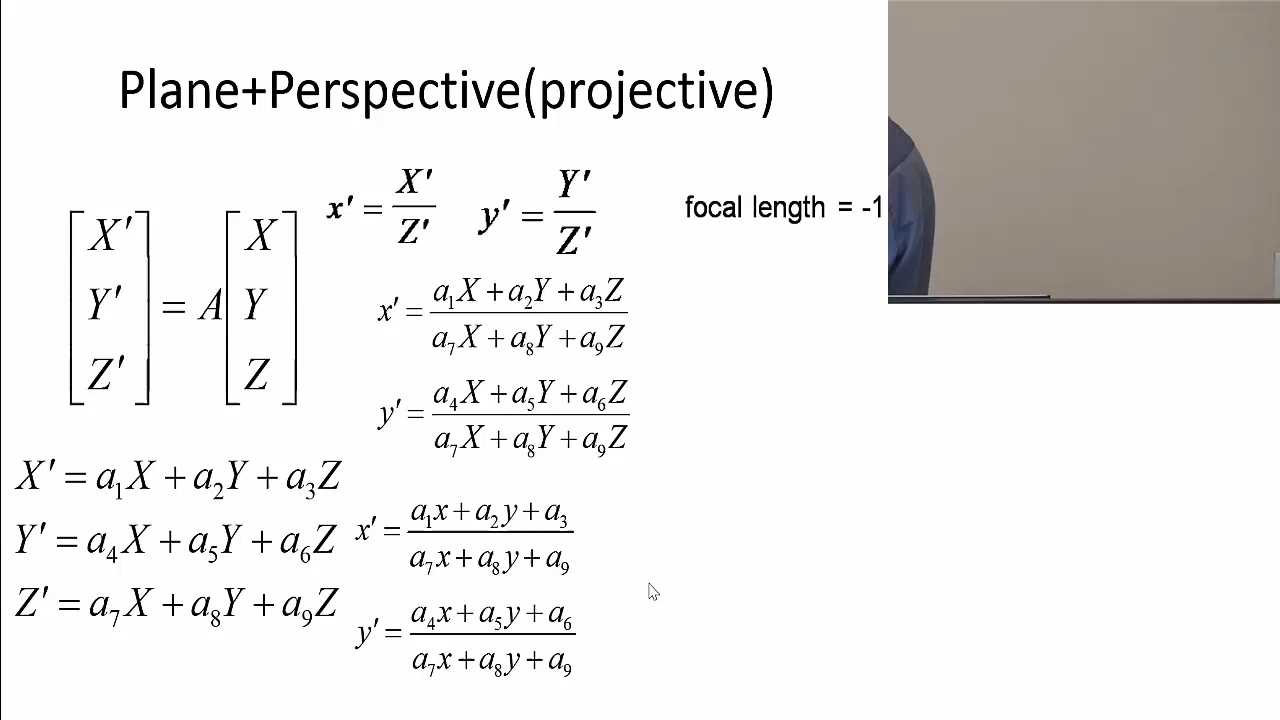 Plane+Perspective(projective)
x′ = X′/Z′   y′ = Y′/Z′
focal length = -1
[X′ Y′ Z′] = A [X Y Z]
x′ = (a₁X + a₂Y + a₃Z)/(a₇X + a₈Y + a₉Z)
y′ = (a₄X + a₅Y + a₆Z)/(a₇X + a₈Y + a₉Z)
X′ = a₁X + a₂Y + a₃Z
Y′ = a₄X + a₅Y + a₆Z
Z′ = a₇X + a₈Y + a₉Z
x′ = (a₁x + a₂y + a₃)/(a₇x + a₈y + a₉)
y′ = (a₄x + a₅y + a₆)/(a₇x + a₈y + a₉)